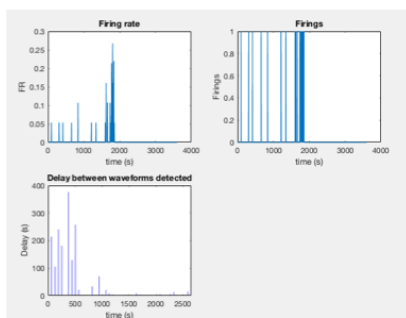 Firing rate
0.3
0.25
0.2
0.15
0.1
0.05
0
FR
0 1000 2000 3000 4000
time (s)
Firings
1
0.8
0.6
0.4
0.2
0
Firings
0 1000 2000 3000 4000
time (s)
Delay between waveforms detected
400
300
200
100
0
Delay (s)
0 500 1000 1500 2000 2500
time (s)